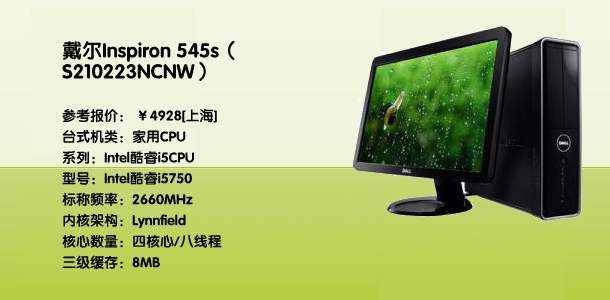 戴尔Inspiron 545s（
S210223NCNW）
参考报价：￥4928[上海]
台式机类：家用CPU
系列：Intel酷睿i5CPU
型号：Intel酷睿i5750
标称频率：2660MHz
内核架构：Lynnfield
核心数量：四核心/八线程
三级缓存：8MB
DELL
DELL